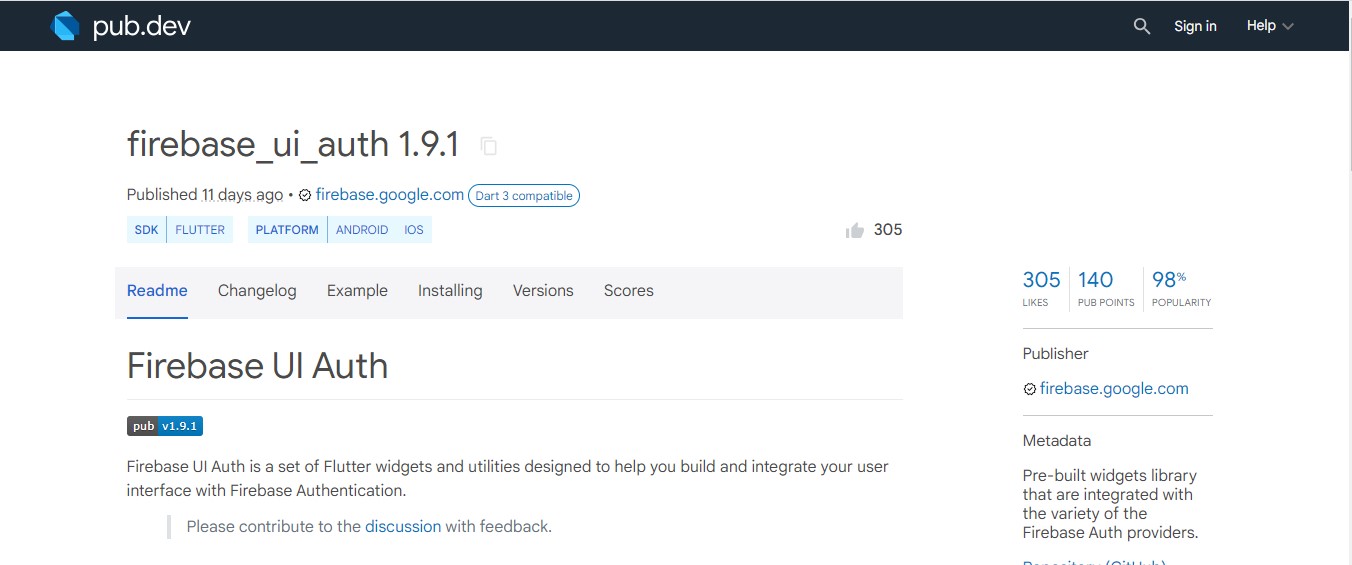 pub.dev
Sign in
Help
firebase_ui_auth 1.9.1
Published 11 days ago • firebase.google.com Dart 3 compatible
SDK FLUTTER PLATFORM ANDROID IOS
305
Readme Changelog Example Installing Versions Scores
Firebase UI Auth
pub v1.9.1
Firebase UI Auth is a set of Flutter widgets and utilities designed to help you build and integrate your user
interface with Firebase Authentication.
Please contribute to the discussion with feedback.
305 140 98%
LIKES PUB POINTS POPULARITY
Publisher
firebase.google.com
Metadata
Pre-built widgets library
that are integrated with
the variety of the
Firebase Auth providers.
Repository (GitHub)